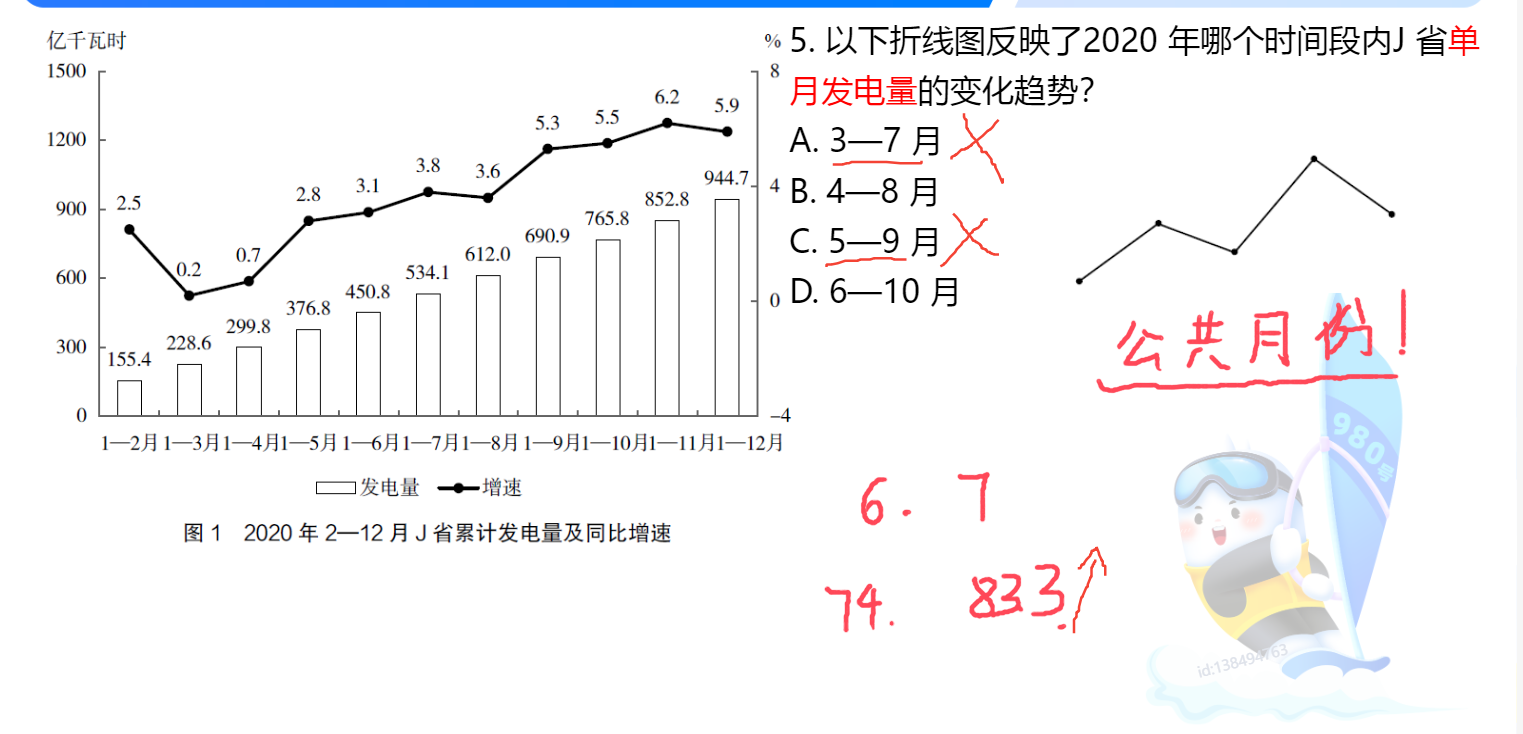 亿千瓦时
%
1500
1200
900
600
300
0
8
4
0
-4
2.5
0.2
0.7
2.8
3.1
3.8
3.6
5.3
5.5
6.2
5.9
155.4
228.6
299.8
376.8
450.8
534.1
612.0
690.9
765.8
852.8
944.7
1—2月 1—3月 1—4月 1—5月 1—6月 1—7月 1—8月 1—9月 1—10月 1—11月 1—12月
发电量 增速
图 1 2020 年 2—12 月 J 省累计发电量及同比增速
5. 以下折线图反映了2020 年哪个时间段内J 省单
月发电量的变化趋势?
A. 3—7 月
B. 4—8 月
C. 5—9 月
D. 6—10 月
公共月份!
6. 7
74. 83.3
980号
id:138494763